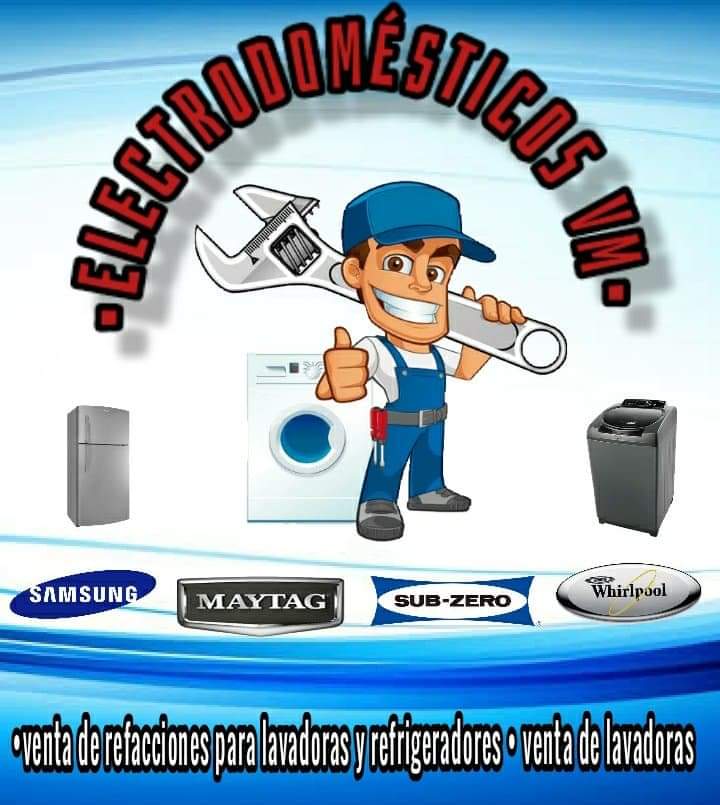 •ELECTRODOMÉSTICOS VM•
SAMSUNG
MAYTAG
SUB-ZERO
Whirlpool
•venta de refacciones para lavadoras y refrigeradores • venta de lavadoras